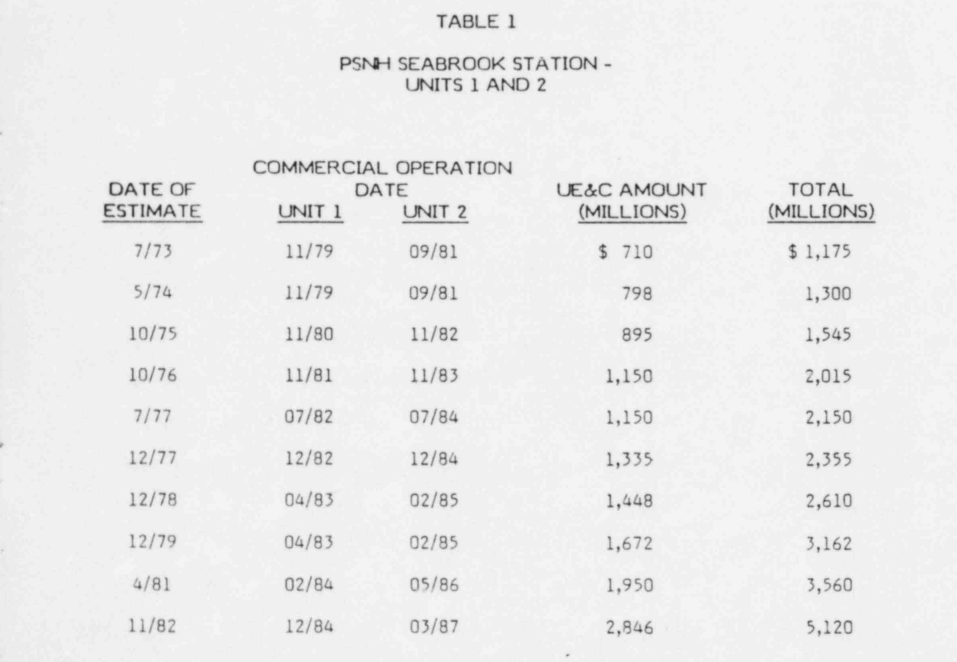 TABLE 1
PSNH SEABROOK STATION -
UNITS 1 AND 2
COMMERCIAL OPERATION
DATE OF DATE UE&C AMOUNT TOTAL
ESTIMATE UNIT 1 UNIT 2 (MILLIONS) (MILLIONS)
7/73 11/79 09/81 $ 710 $ 1,175
5/74 11/79 09/81 798 1,300
10/75 11/80 11/82 895 1,545
10/76 11/81 11/83 1,150 2,015
7/77 07/82 07/84 1,150 2,150
12/77 12/82 12/84 1,335 2,355
12/78 04/83 02/85 1,448 2,610
12/79 04/83 02/85 1,672 3,162
4/81 02/84 05/86 1,950 3,560
11/82 12/84 03/87 2,846 5,120